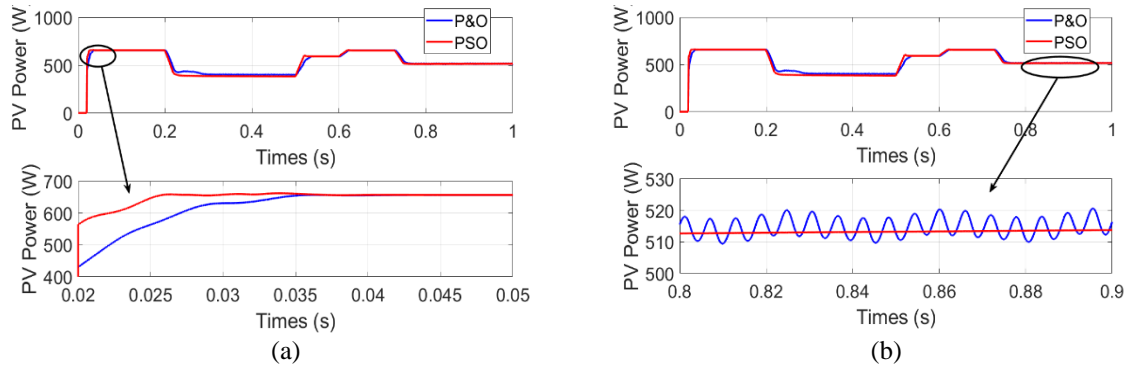 PV Power (W)
1000
500
0
P&O
PSO
0 0.2 0.4 0.6 0.8 1
Times (s)
PV Power (W)
700
600
500
400
0.02 0.025 0.03 0.035 0.04 0.045 0.05
Times (s)
(a)
PV Power (W)
1000
500
0
P&O
PSO
0 0.2 0.4 0.6 0.8 1
Times (s)
PV Power (W)
530
520
510
500
0.8 0.82 0.84 0.86 0.88 0.9
Times (s)
(b)